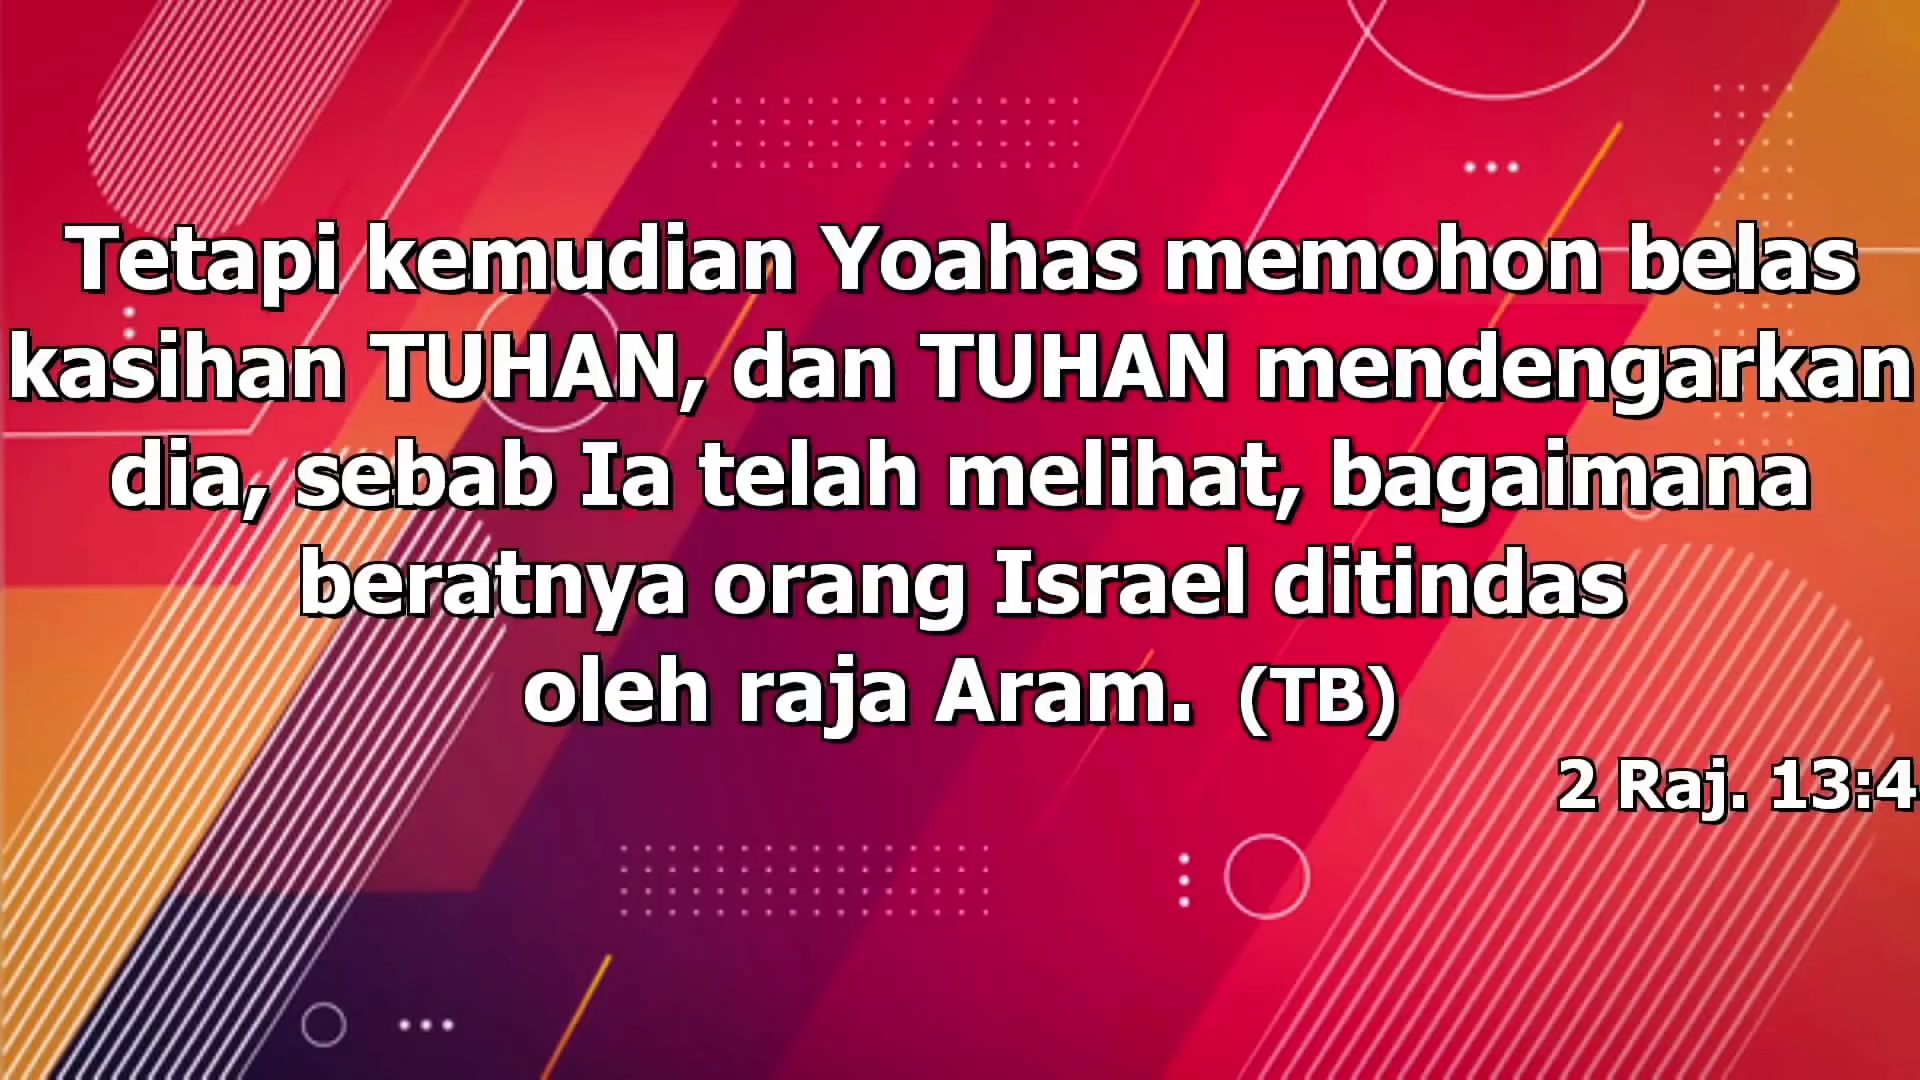 Tetapi kemudian Yoahas memohon belas
kasihan TUHAN, dan TUHAN mendengarkan
dia, sebab Ia telah melihat, bagaimana
beratnya orang Israel ditindas
oleh raja Aram. (TB)
2 Raj. 13:4